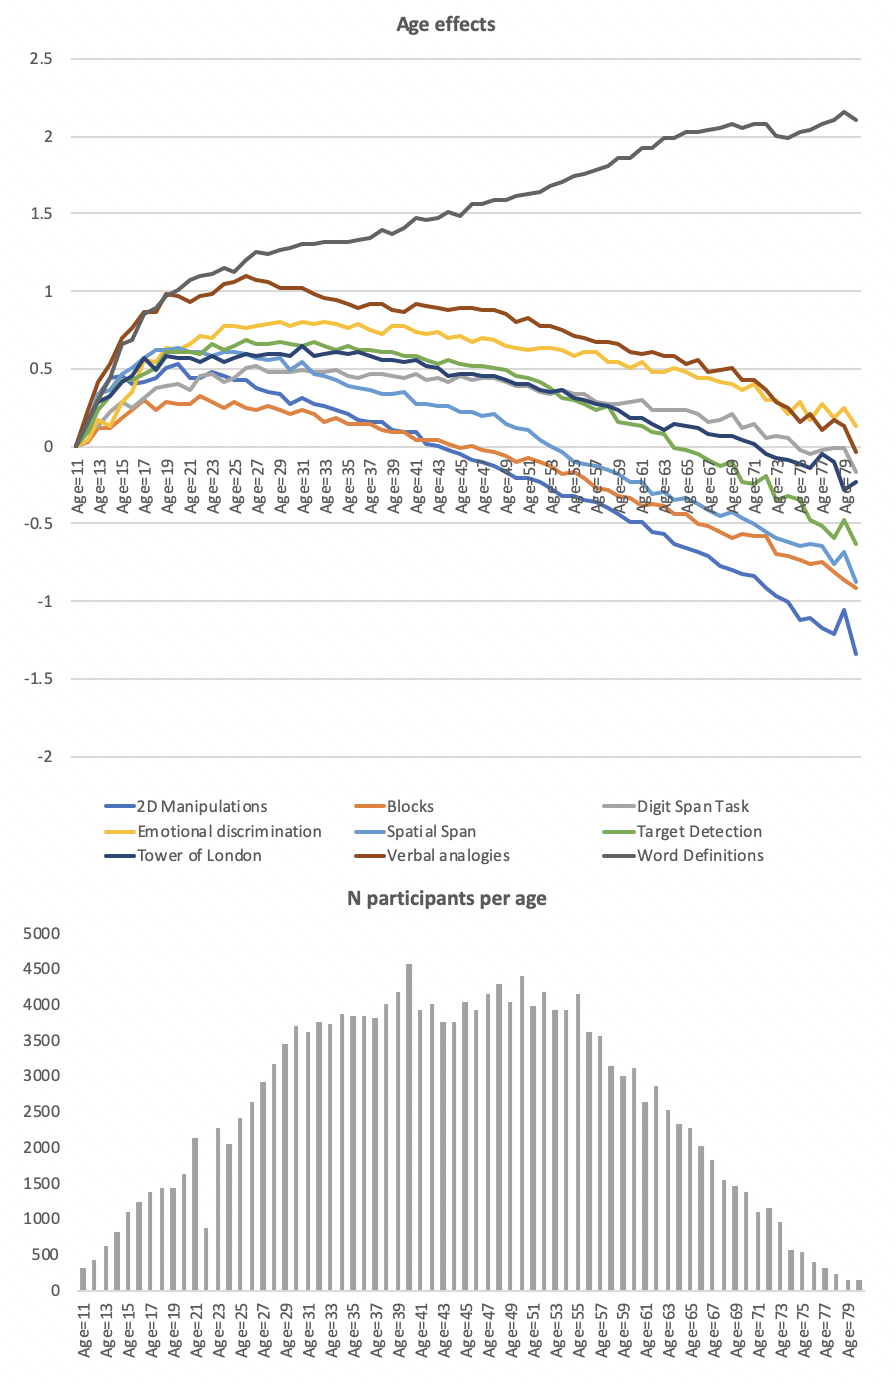 Age effects
2.5
2
1.5
1
0.5
0
-0.5
-1
-1.5
-2
Age=11
Age=13
Age=15
Age=17
Age=19
Age=21
Age=23
Age=25
Age=27
Age=29
Age=31
Age=33
Age=35
Age=37
Age=39
Age=41
Age=43
Age=45
Age=47
Age=49
Age=51
Age=53
Age=55
Age=57
Age=59
Age=61
Age=63
Age=65
Age=67
Age=69
Age=71
Age=73
Age=75
Age=77
Age=79
2D Manipulations Blocks Digit Span Task
Emotional discrimination Spatial Span Target Detection
Tower of London Verbal analogies Word Definitions
N participants per age
5000
4500
4000
3500
3000
2500
2000
1500
1000
500
0
Age=11
Age=13
Age=15
Age=17
Age=19
Age=21
Age=23
Age=25
Age=27
Age=29
Age=31
Age=33
Age=35
Age=37
Age=39
Age=41
Age=43
Age=45
Age=47
Age=49
Age=51
Age=53
Age=55
Age=57
Age=59
Age=61
Age=63
Age=65
Age=67
Age=69
Age=71
Age=73
Age=75
Age=77
Age=79